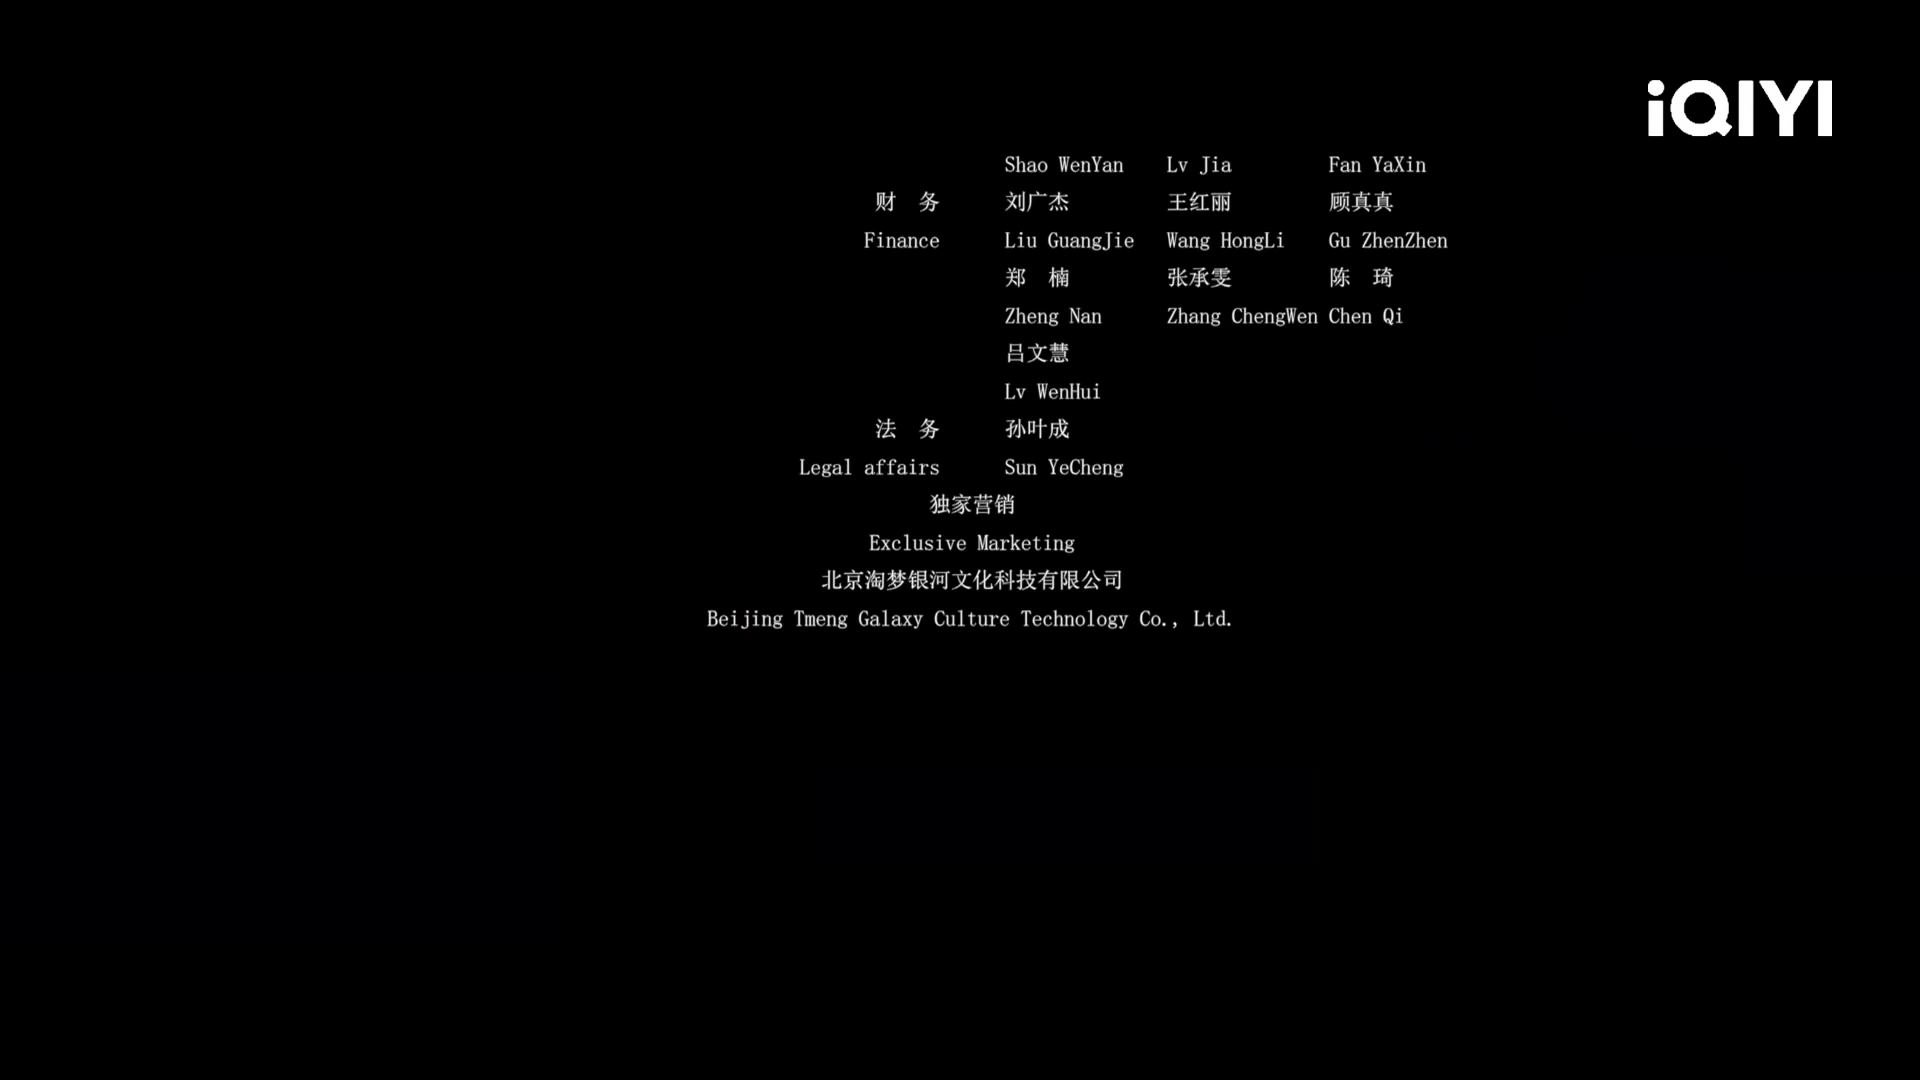 iQIYI
Shao WenYan Lv Jia Fan YaXin
财 务 刘广杰 王红丽 顾真真
Finance Liu GuangJie Wang HongLi Gu ZhenZhen
郑 楠 张承雯 陈 琦
Zheng Nan Zhang ChengWen Chen Qi
吕文慧
Lv WenHui
法 务 孙叶成
Legal affairs Sun YeCheng
独家营销
Exclusive Marketing
北京淘梦银河文化科技有限公司
Beijing Tmeng Galaxy Culture Technology Co., Ltd.